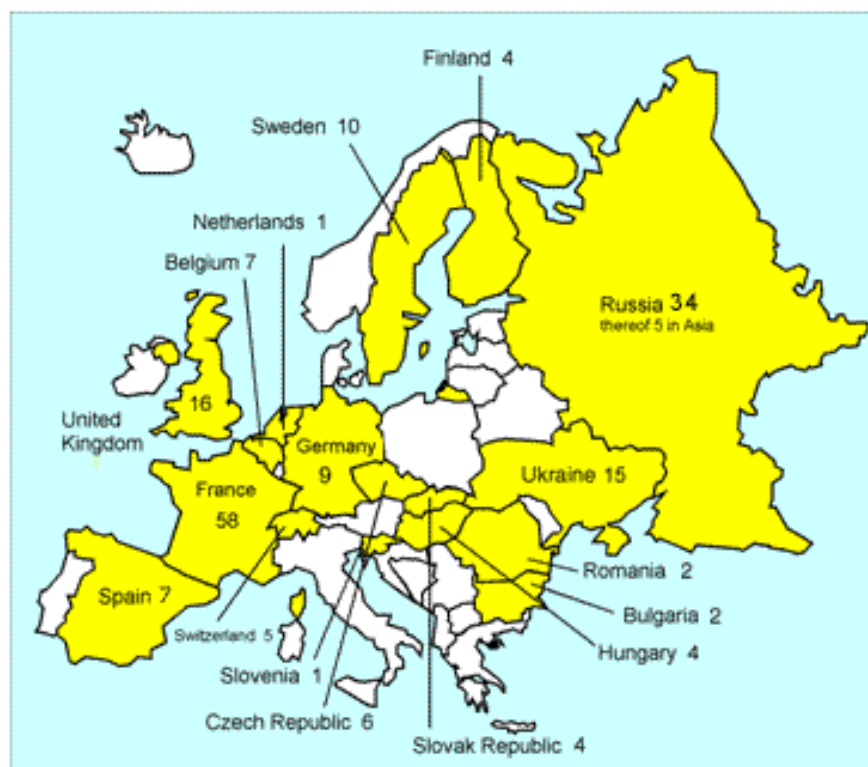 Finland 4
Sweden 10
Netherlands 1
Belgium 7
Russia 34
thereof 5 in Asia
16
United
Kingdom
Germany
9
Ukraine 15
France
58
Romania 2
Spain 7
Bulgaria 2
Switzerland 5
Hungary 4
Slovenia 1
Czech Republic 6
Slovak Republic 4